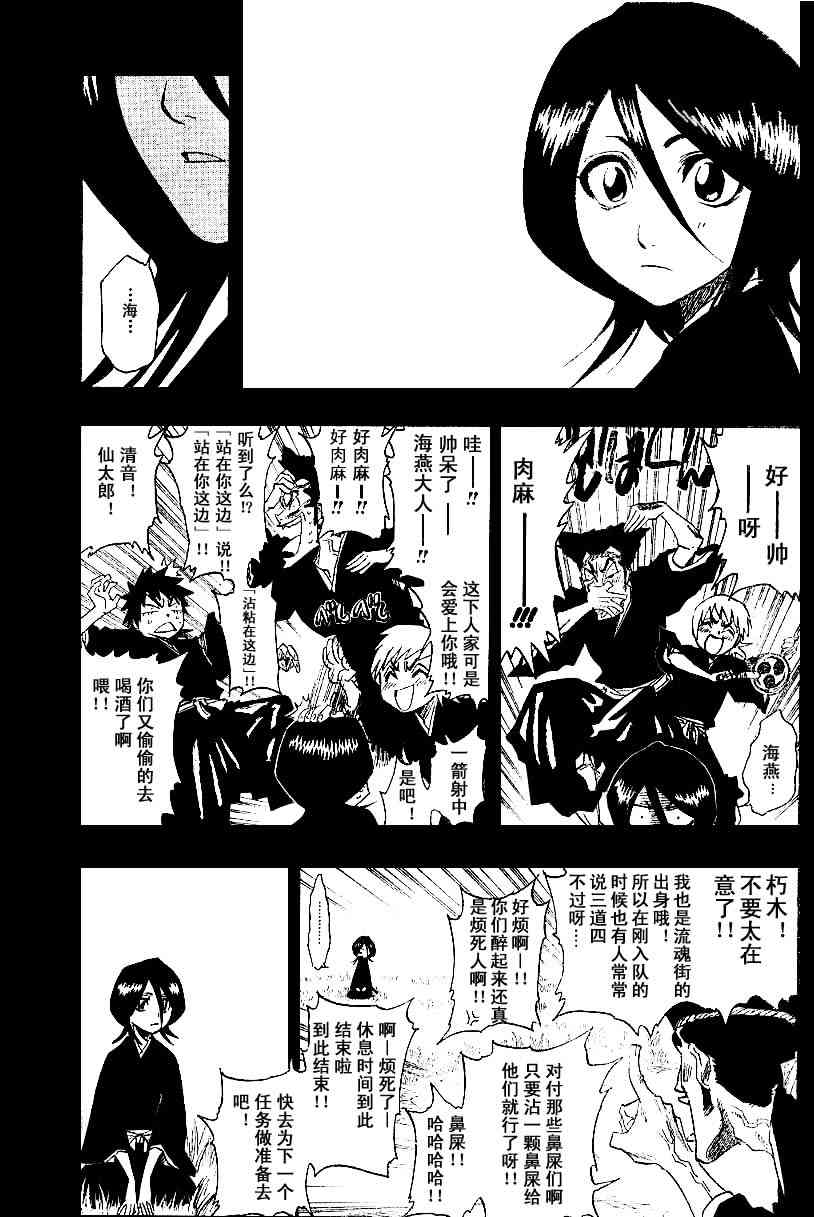 …海…
好——帅
——呀
肉麻——!!!
海燕…
哇——!!
帅呆了——
海燕大人——!!
这下人家可是
会爱上你哦!!
一箭射中
是吧!
好肉麻——!!
好肉麻——!!
听到了么!?
「站在你这边」说!!
「站在你这边」!!
「沾粘在这边」!!
清音!
仙太郎!
你们又偷偷的去
喝酒了啊
喂!!
朽木!
不要太在
意了!!
我也是流魂街的
出身哦!
所以在刚入队的
时候也有人常常
说三道四
不过呀…
对付那些鼻屎们啊
只要沾一颗鼻屎给
他们就行了呀!!
好烦啊——!!
你们醉起来还真
是烦死人啊!!
鼻屎!!
哈哈哈哈!!
……
啊——烦死了——
休息时间到此
结束啦
到此结束!!
快去为下一个
任务做准备去
吧!